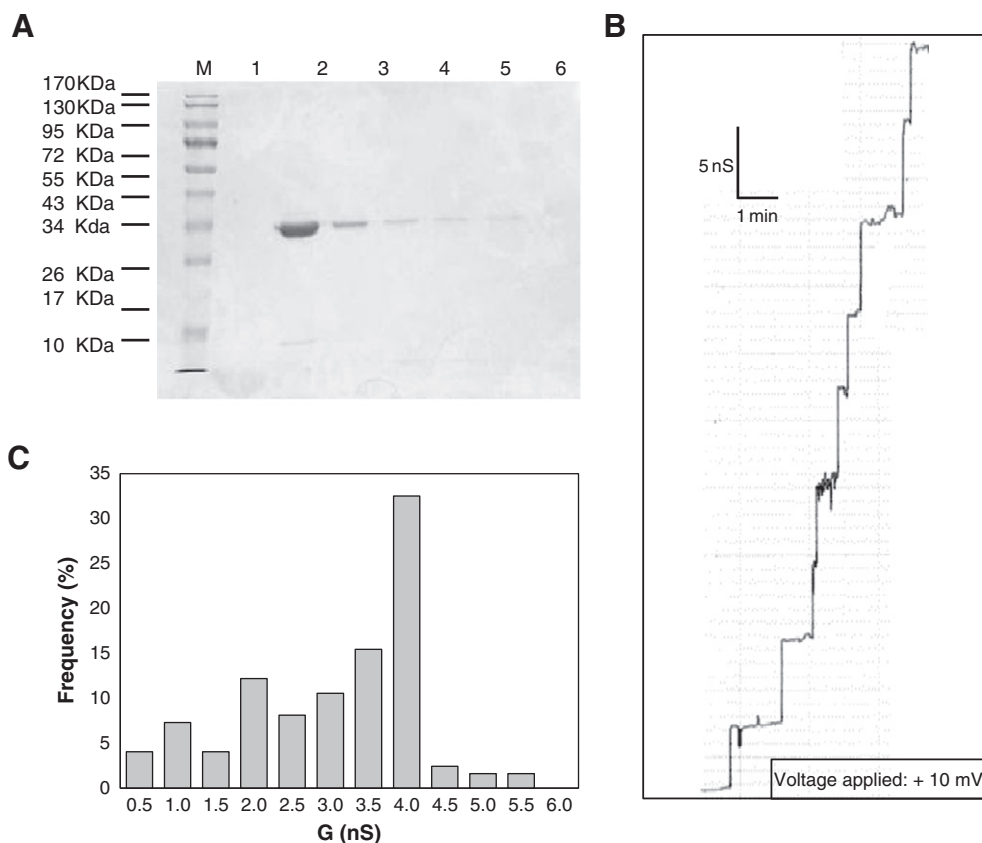 A
M 1 2 3 4 5 6
170KDa
130KDa
95 KDa
72 KDa
55 KDa
43 KDa
34 Kda
26 KDa
17 KDa
10 KDa
B
5 nS
1 min
Voltage applied: + 10 mV
C
Frequency (%)
35
30
25
20
15
10
5
0
0.5 1.0 1.5 2.0 2.5 3.0 3.5 4.0 4.5 5.0 5.5 6.0
G (nS)